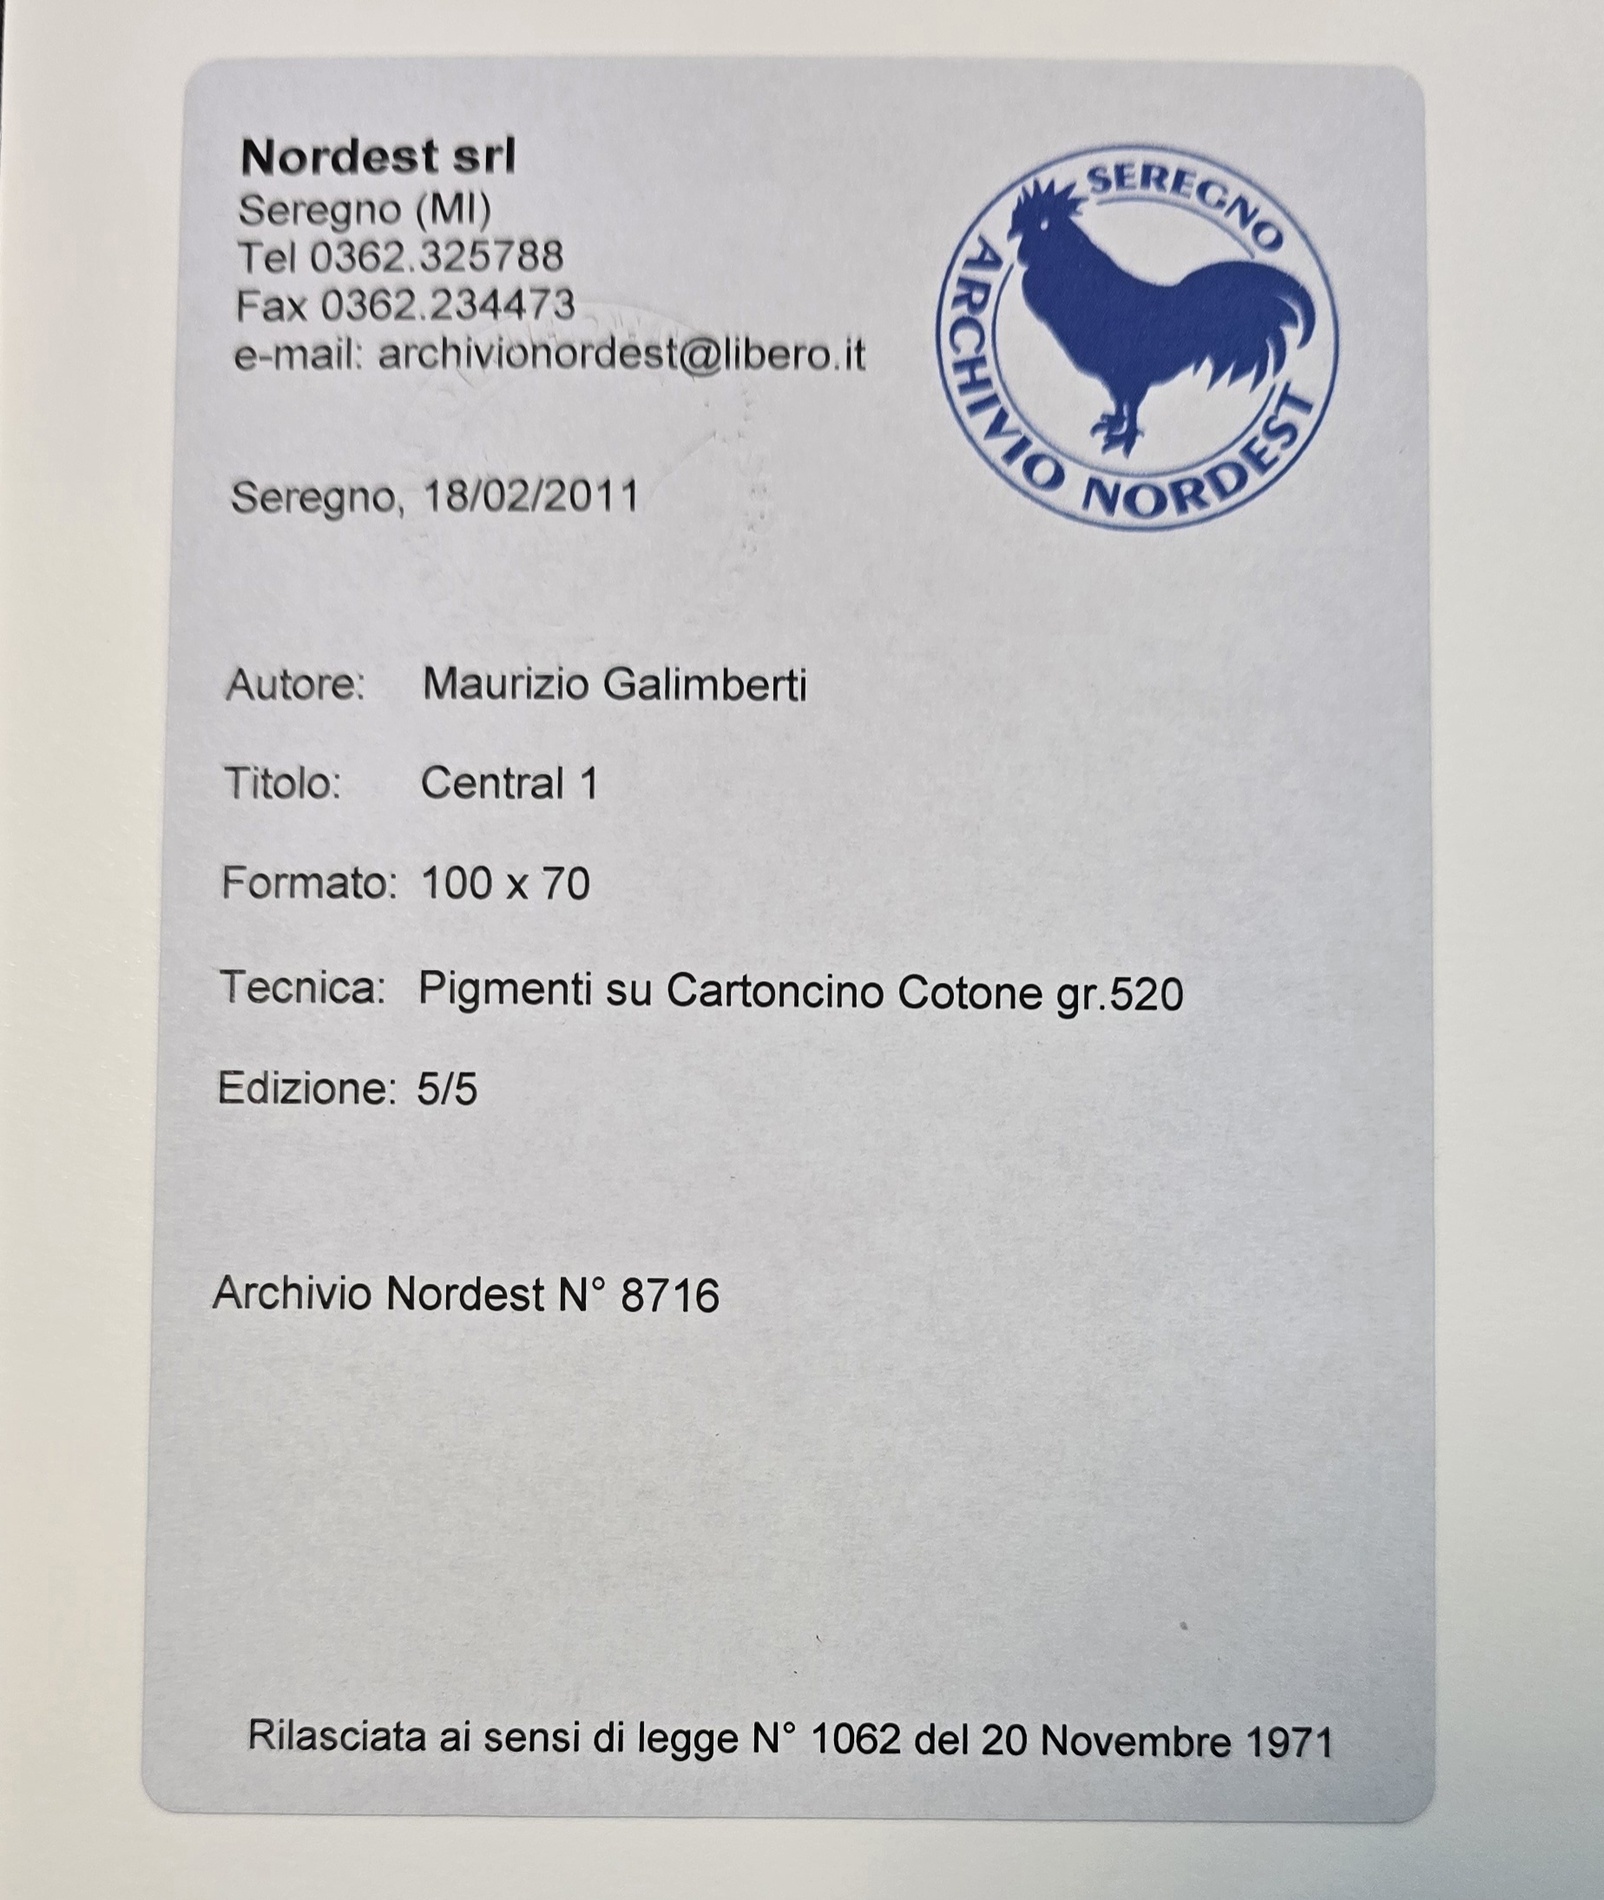 Nordest srl
Seregno (MI)
Tel 0362.325788
Fax 0362.234473
e-mail: archivionordest@libero.it
SEREGNO
ARCHIVIO NORDEST
Seregno, 18/02/2011
Autore: Maurizio Galimberti
Titolo: Central 1
Formato: 100 x 70
Tecnica: Pigmenti su Cartoncino Cotone gr.520
Edizione: 5/5
Archivio Nordest N° 8716
Rilasciata ai sensi di legge N° 1062 del 20 Novembre 1971